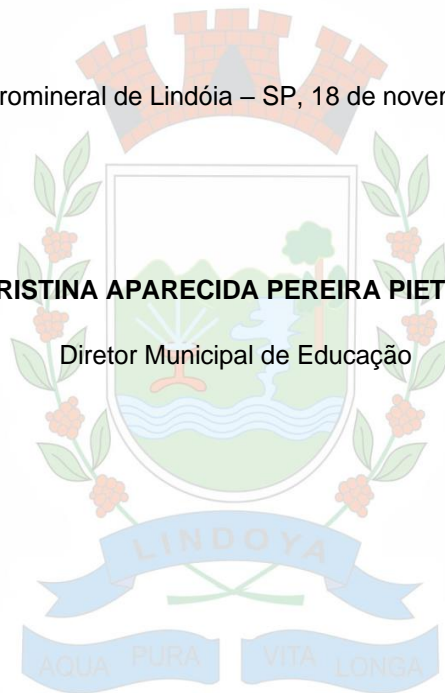 romineral de Lindóia – SP, 18 de nove
RISTINA APARECIDA PEREIRA PIET
Diretor Municipal de Educação
LINDOYA
AQUA PURA VITA LONGA